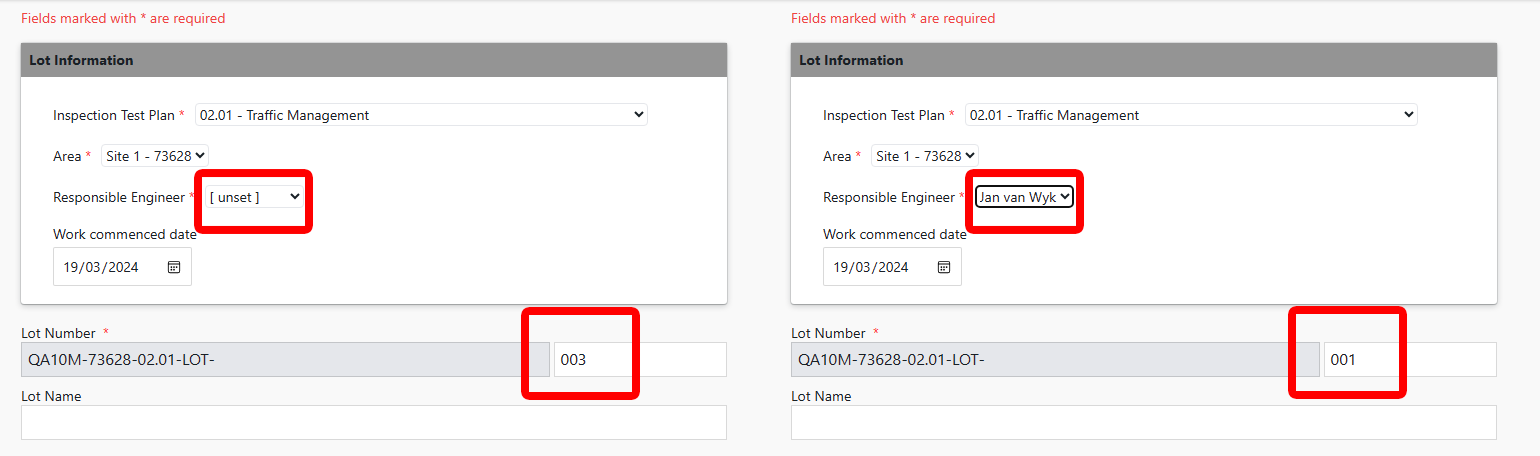 Fields marked with * are required
Lot Information
Inspection Test Plan * 02.01 - Traffic Management
Area * Site 1 - 73628
Responsible Engineer * [ unset ]
Work commenced date
19/03/2024
Lot Number *
QA10M-73628-02.01-LOT- 003
Lot Name
Fields marked with * are required
Lot Information
Inspection Test Plan * 02.01 - Traffic Management
Area * Site 1 - 73628
Responsible Engineer * Jan van Wyk
Work commenced date
19/03/2024
Lot Number *
QA10M-73628-02.01-LOT- 001
Lot Name